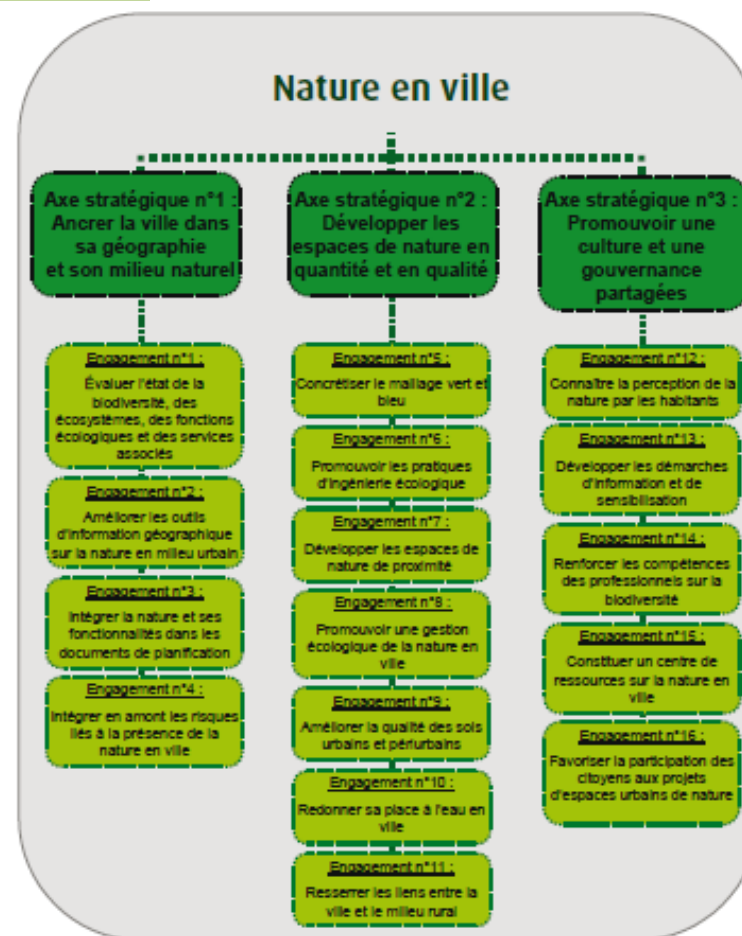 Nature en ville
Axe stratégique n°1 :
Ancrer la ville dans
sa géographie
et son milieu naturel
Engagement n°1 :
Évaluer l'état de la
biodiversité, des
écosystèmes, des fonctions
écologiques et des services
associés
Engagement n°2 :
Améliorer les outils
d'information géographique
sur la nature en milieu urbain
Engagement n°3 :
Intégrer la nature et ses
fonctionnalités dans les
documents de planification
Engagement n°4 :
Intégrer en amont les risques
liés à la présence de la
nature en ville
Axe stratégique n°2 :
Développer les
espaces de nature en
quantité et en qualité
Engagement n°5 :
Concrétiser le maillage vert et
bleu
Engagement n°6 :
Promouvoir les pratiques
d'ingénierie écologique
Engagement n°7 :
Développer les espaces de
nature de proximité
Engagement n°8 :
Promouvoir une gestion
écologique de la nature en
ville
Engagement n°9 :
Améliorer la qualité des sols
urbains et périurbains
Engagement n°10 :
Redonner sa place à l'eau en
ville
Engagement n°11 :
Resserrer les liens entre la
ville et le milieu rural
Axe stratégique n°3 :
Promouvoir une
culture et une
gouvernance
partagées
Engagement n°12 :
Connaître la perception de la
nature par les habitants
Engagement n°13 :
Développer les démarches
d'information et de
sensibilisation
Engagement n°14 :
Renforcer les compétences
des professionnels sur la
biodiversité
Engagement n°15 :
Constituer un centre de
ressources sur la nature en
ville
Engagement n°16 :
Favoriser la participation des
citoyens aux projets
d'espaces urbains de nature